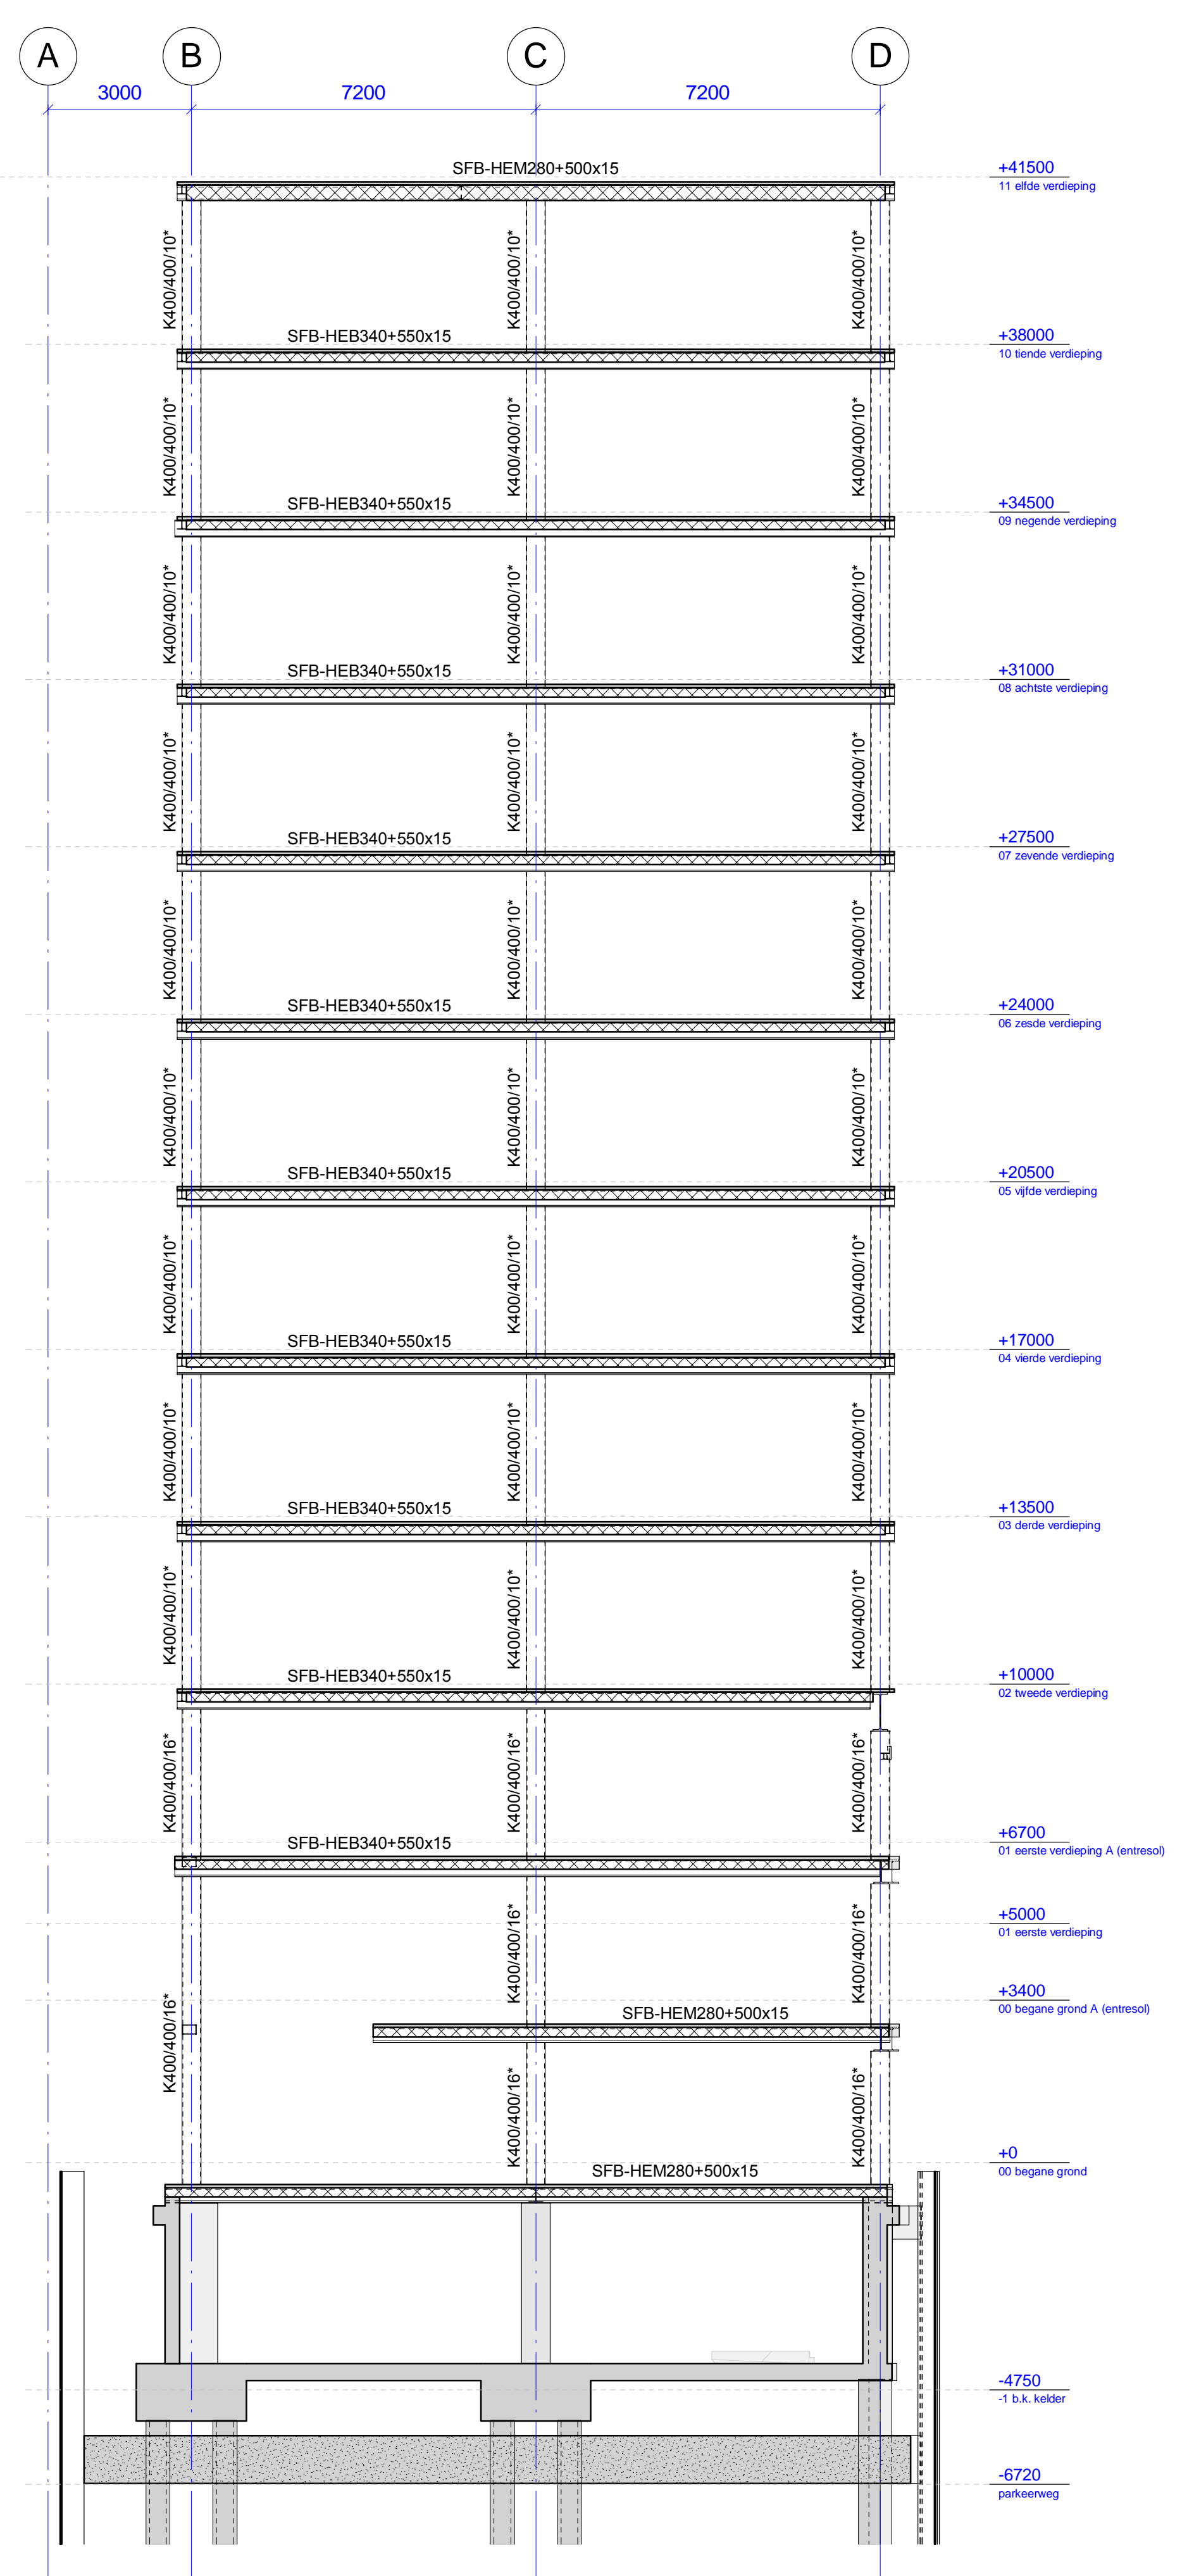 A B C D
3000 7200 7200
SFB-HEM280+500x15
+41500
11 elfde verdieping
K400/400/10* K400/400/10* K400/400/10*
SFB-HEB340+550x15
+38000
10 tiende verdieping
K400/400/10* K400/400/10* K400/400/10*
SFB-HEB340+550x15
+34500
09 negende verdieping
K400/400/10* K400/400/10* K400/400/10*
SFB-HEB340+550x15
+31000
08 achtste verdieping
K400/400/10* K400/400/10* K400/400/10*
SFB-HEB340+550x15
+27500
07 zevende verdieping
K400/400/10* K400/400/10* K400/400/10*
SFB-HEB340+550x15
+24000
06 zesde verdieping
K400/400/10* K400/400/10* K400/400/10*
SFB-HEB340+550x15
+20500
05 vijfde verdieping
K400/400/10* K400/400/10* K400/400/10*
SFB-HEB340+550x15
+17000
04 vierde verdieping
K400/400/10* K400/400/10* K400/400/10*
SFB-HEB340+550x15
+13500
03 derde verdieping
K400/400/10* K400/400/10* K400/400/10*
SFB-HEB340+550x15
+10000
02 tweede verdieping
K400/400/16* K400/400/16* K400/400/16*
SFB-HEB340+550x15
+6700
01 eerste verdieping A (entresol)
K400/400/16* K400/400/16*
+5000
01 eerste verdieping
+3400
00 begane grond A (entresol)
K400/400/16*
SFB-HEM280+500x15
K400/400/16* K400/400/16*
+0
00 begane grond
SFB-HEM280+500x15
-4750
-1 b.k. kelder
-6720
parkeerweg